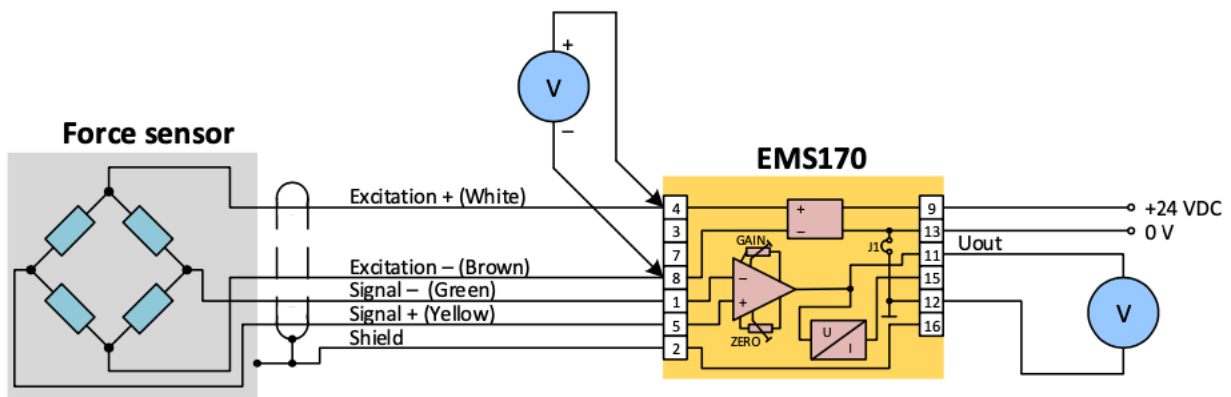 +
V
–
Force sensor
EMS170
Excitation + (White)
4
+
–
9
+24 VDC
3
13
0 V
7
GAIN
J1
11
Uout
Excitation – (Brown)
8
15
Signal – (Green)
1
–
+
12
V
Signal + (Yellow)
5
ZERO
U
I
16
Shield
2